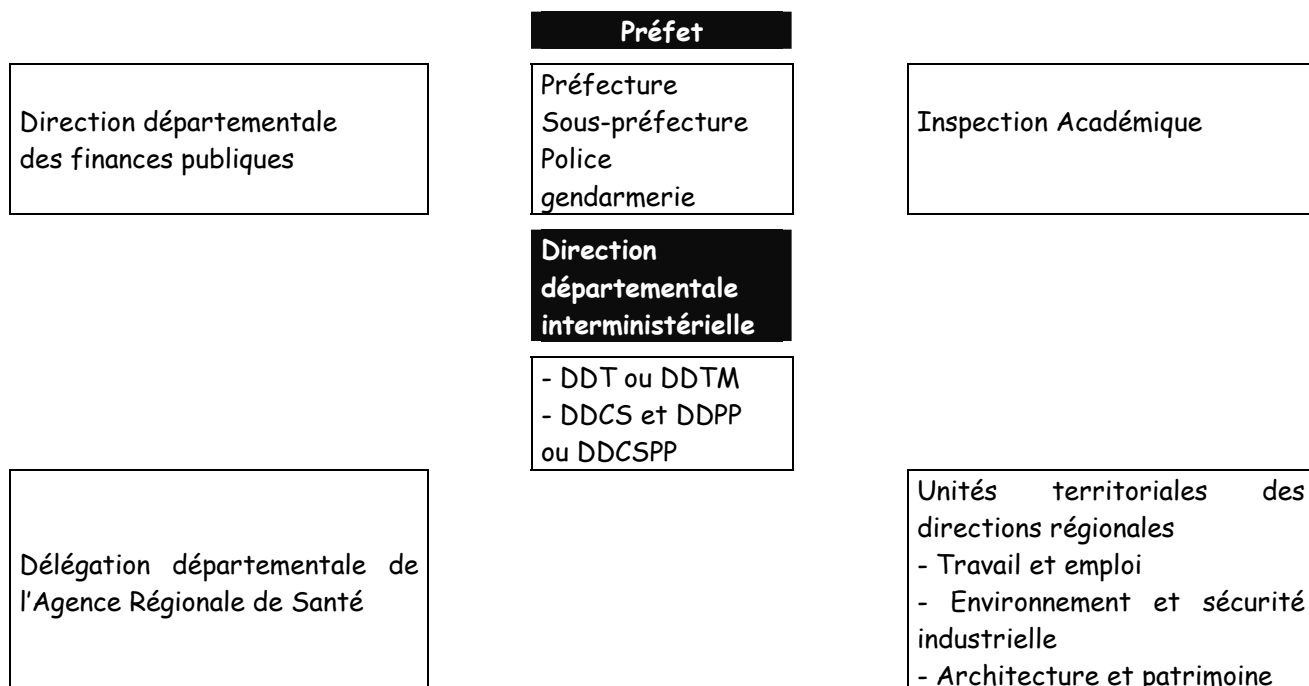 Préfet
Direction départementale
des finances publiques
Préfecture
Sous-préfecture
Police
gendarmerie
Inspection Académique
Direction
départementale
interministérielle
- DDT ou DDTM
- DDCS et DDPP
ou DDCSPP
Délégation départementale de
l'Agence Régionale de Santé
Unités territoriales des
directions régionales
- Travail et emploi
- Environnement et sécurité
industrielle
- Architecture et patrimoine